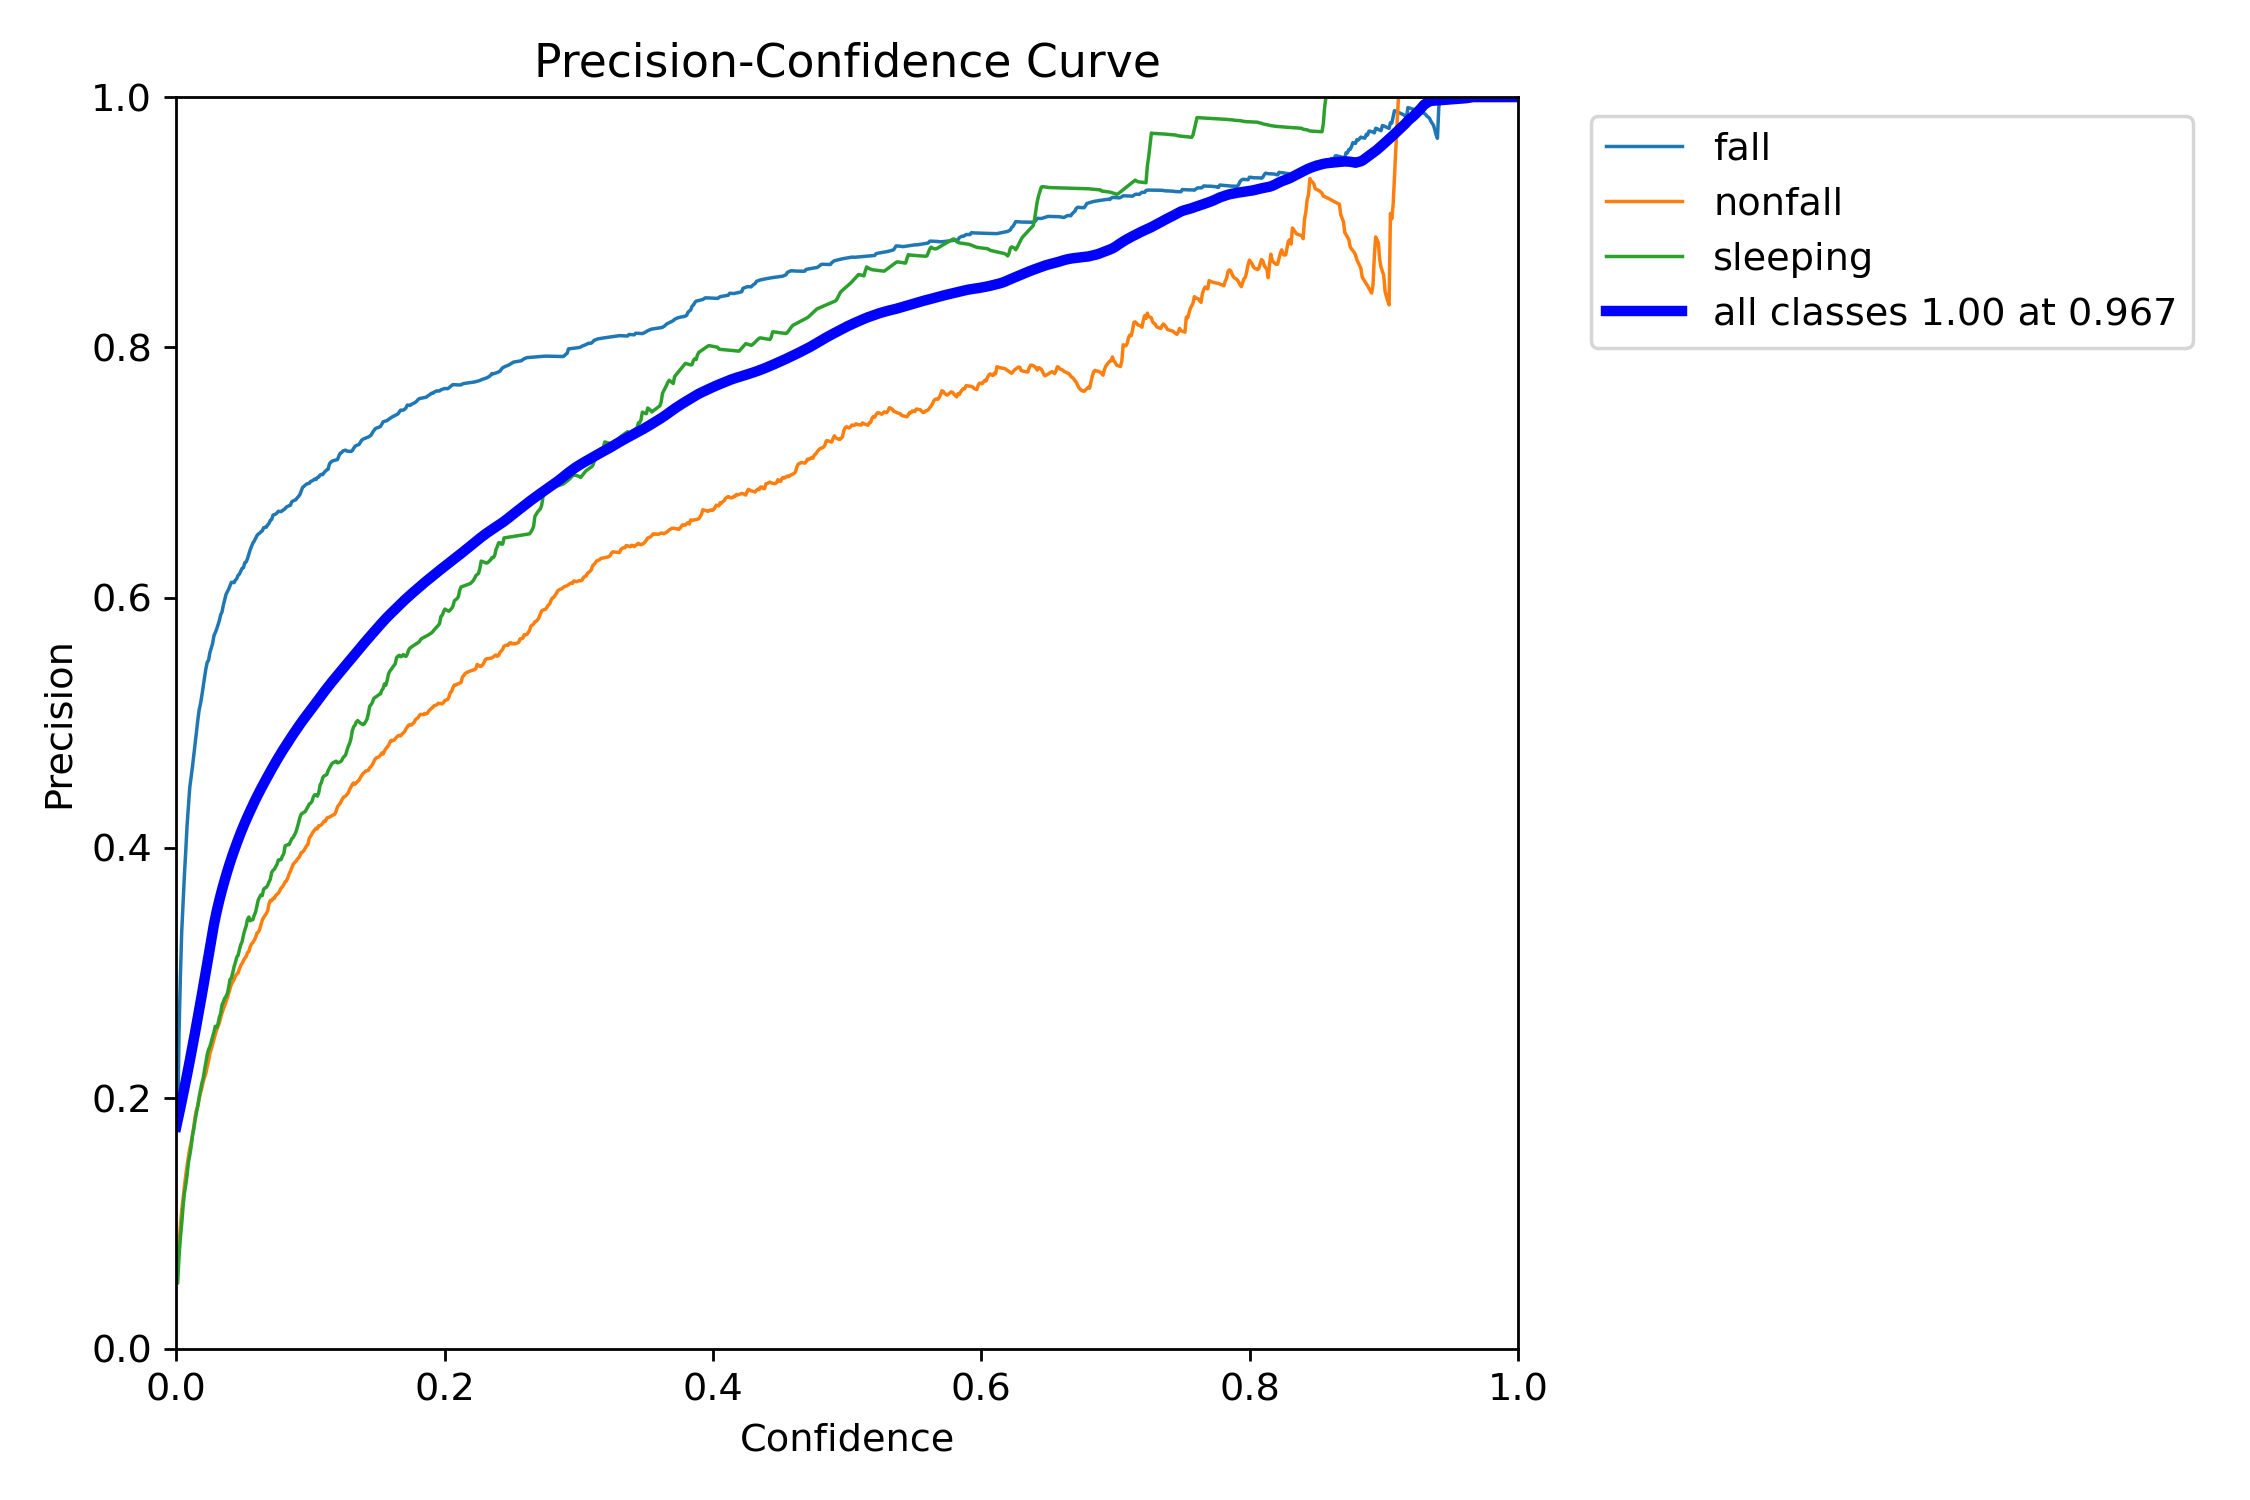 Precision-Confidence Curve
1.0
0.8
0.6
0.4
0.2
0.0
Precision
0.0 0.2 0.4 0.6 0.8 1.0
Confidence
fall
nonfall
sleeping
all classes 1.00 at 0.967